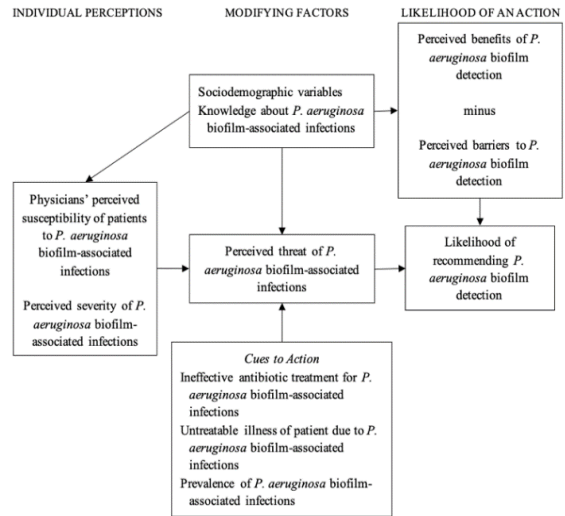 INDIVIDUAL PERCEPTIONS
MODIFYING FACTORS
LIKELIHOOD OF AN ACTION
Perceived benefits of P.
aeruginosa biofilm
detection
minus
Perceived barriers to P.
aeruginosa biofilm
detection
Sociodemographic variables
Knowledge about P. aeruginosa
biofilm-associated infections
Physicians' perceived
susceptibility of patients
to P. aeruginosa
biofilm-associated
infections
Perceived severity of P.
aeruginosa biofilm-
associated infections
Perceived threat of P.
aeruginosa biofilm-associated
infections
Likelihood of
recommending P.
aeruginosa biofilm
detection
Cues to Action
Ineffective antibiotic treatment for P.
aeruginosa biofilm-associated
infections
Untreatable illness of patient due to P.
aeruginosa biofilm-associated
infections
Prevalence of P. aeruginosa biofilm-
associated infections